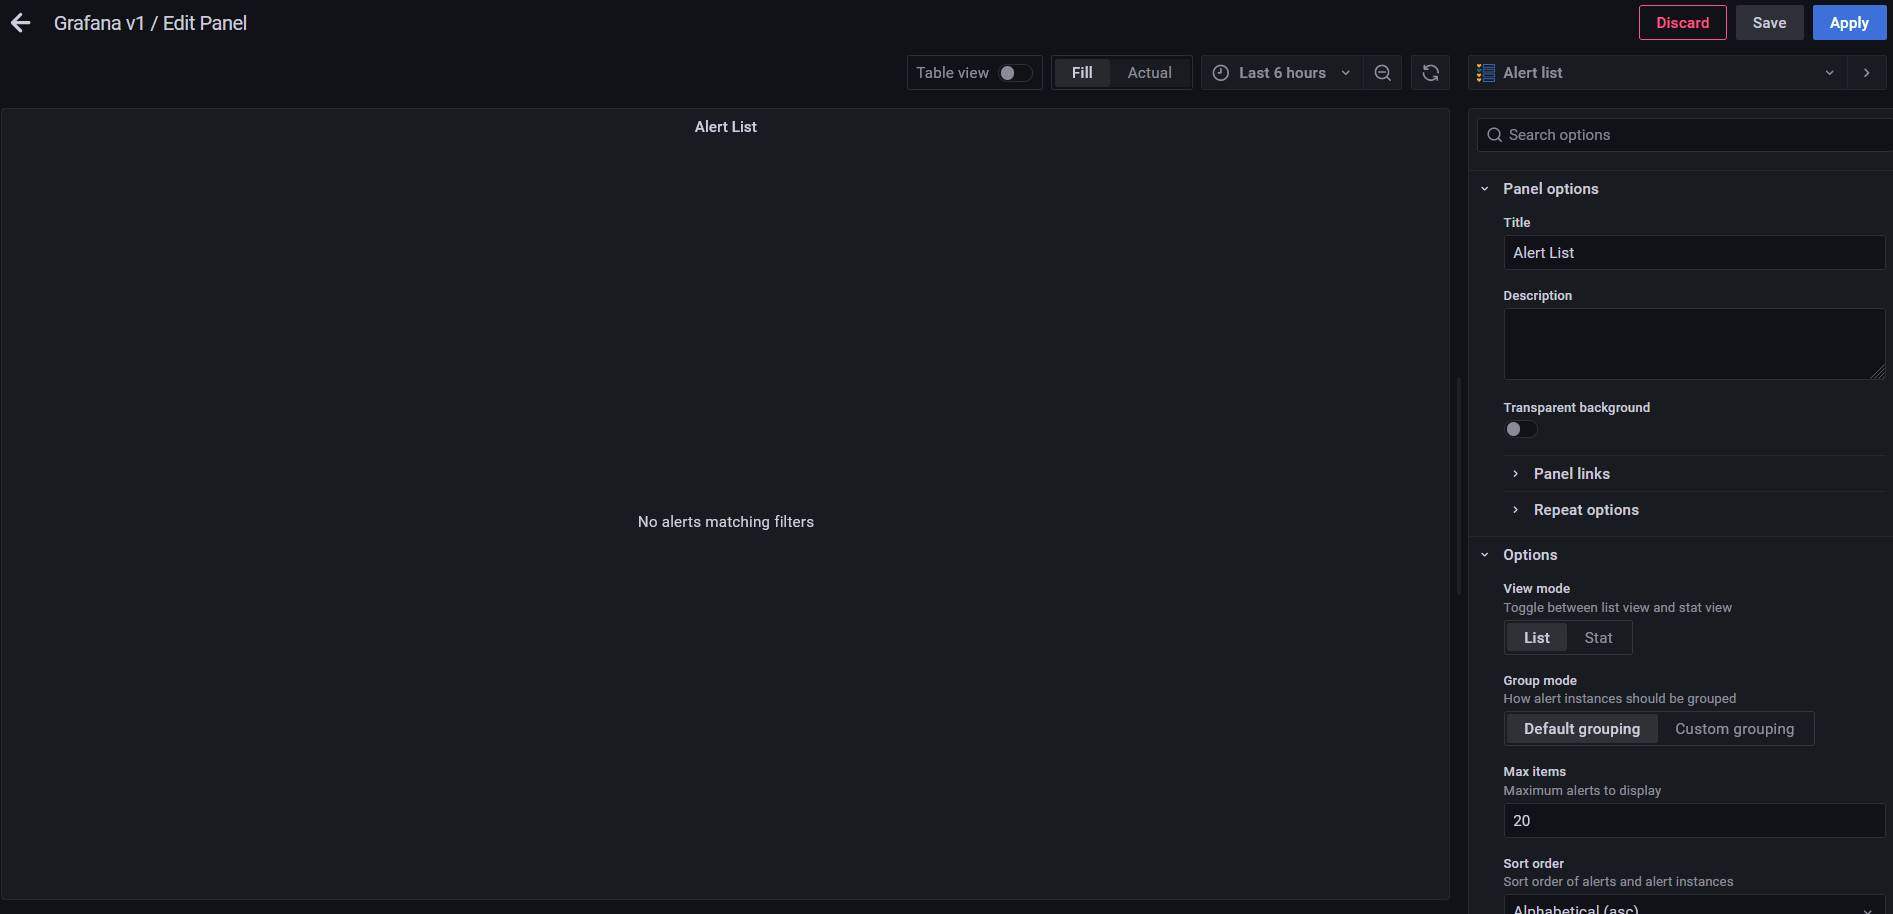 Grafana v1 / Edit Panel
Discard
Save
Apply
Table view
Fill
Actual
Last 6 hours
Alert list
Alert List
No alerts matching filters
Search options
Panel options
Title
Alert List
Description
Transparent background
Panel links
Repeat options
Options
View mode
Toggle between list view and stat view
List
Stat
Group mode
How alert instances should be grouped
Default grouping
Custom grouping
Max items
Maximum alerts to display
20
Sort order
Sort order of alerts and alert instances
Alphabetical (asc)